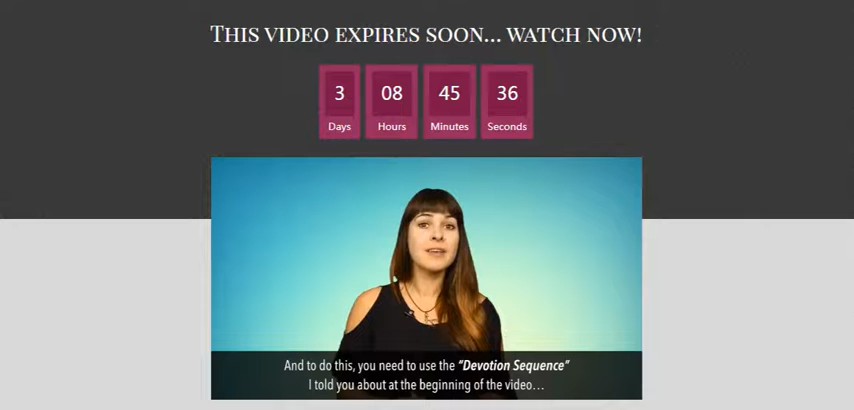 THIS VIDEO EXPIRES SOON... WATCH NOW!
3 08 45 36
Days Hours Minutes Seconds
And to do this, you need to use the "Devotion Sequence"
I told you about at the beginning of the video...